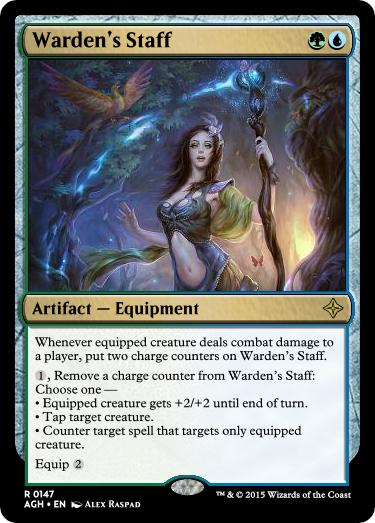 Warden's Staff
Artifact — Equipment
Whenever equipped creature deals combat damage to
a player, put two charge counters on Warden's Staff.
1, Remove a charge counter from Warden's Staff:
Choose one —
• Equipped creature gets +2/+2 until end of turn.
• Tap target creature.
• Counter target spell that targets only equipped
creature.
Equip 2
R 0147
AGH • EN Alex Raspad
™ & © 2015 Wizards of the Coast